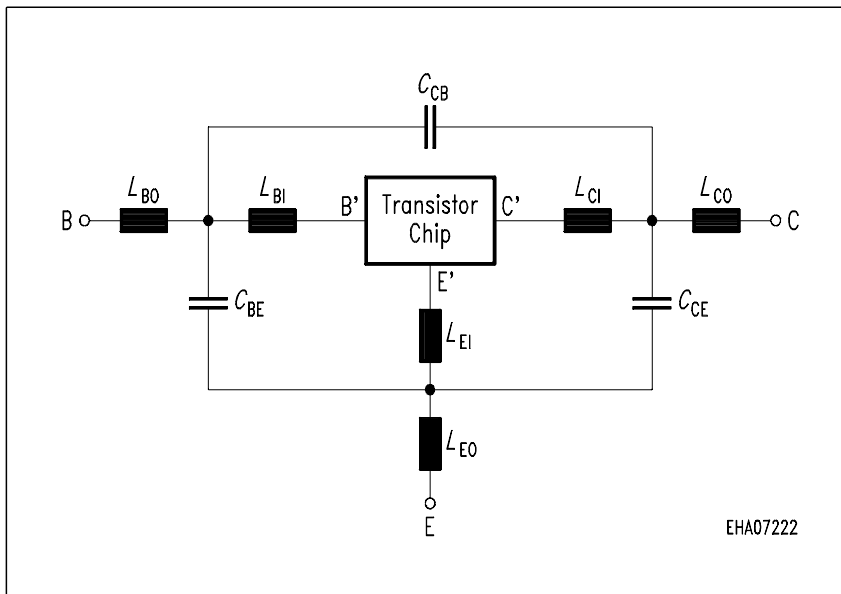 C_CB
L_BO
L_BI
L_CI
L_CO
B
B'
Transistor
Chip
C'
C
E'
C_BE
C_CE
L_EI
L_EO
E
EHA07222